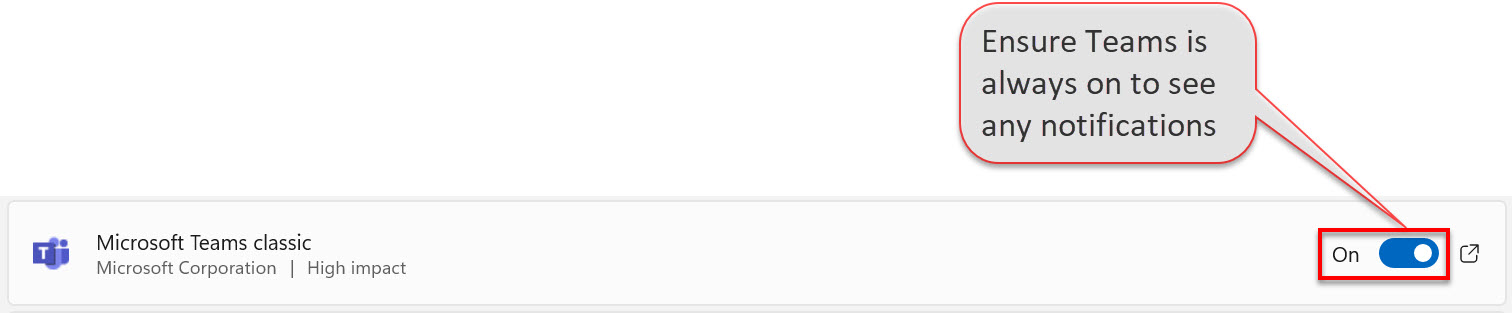 Ensure Teams is
always on to see
any notifications
Microsoft Teams classic
Microsoft Corporation | High impact
On